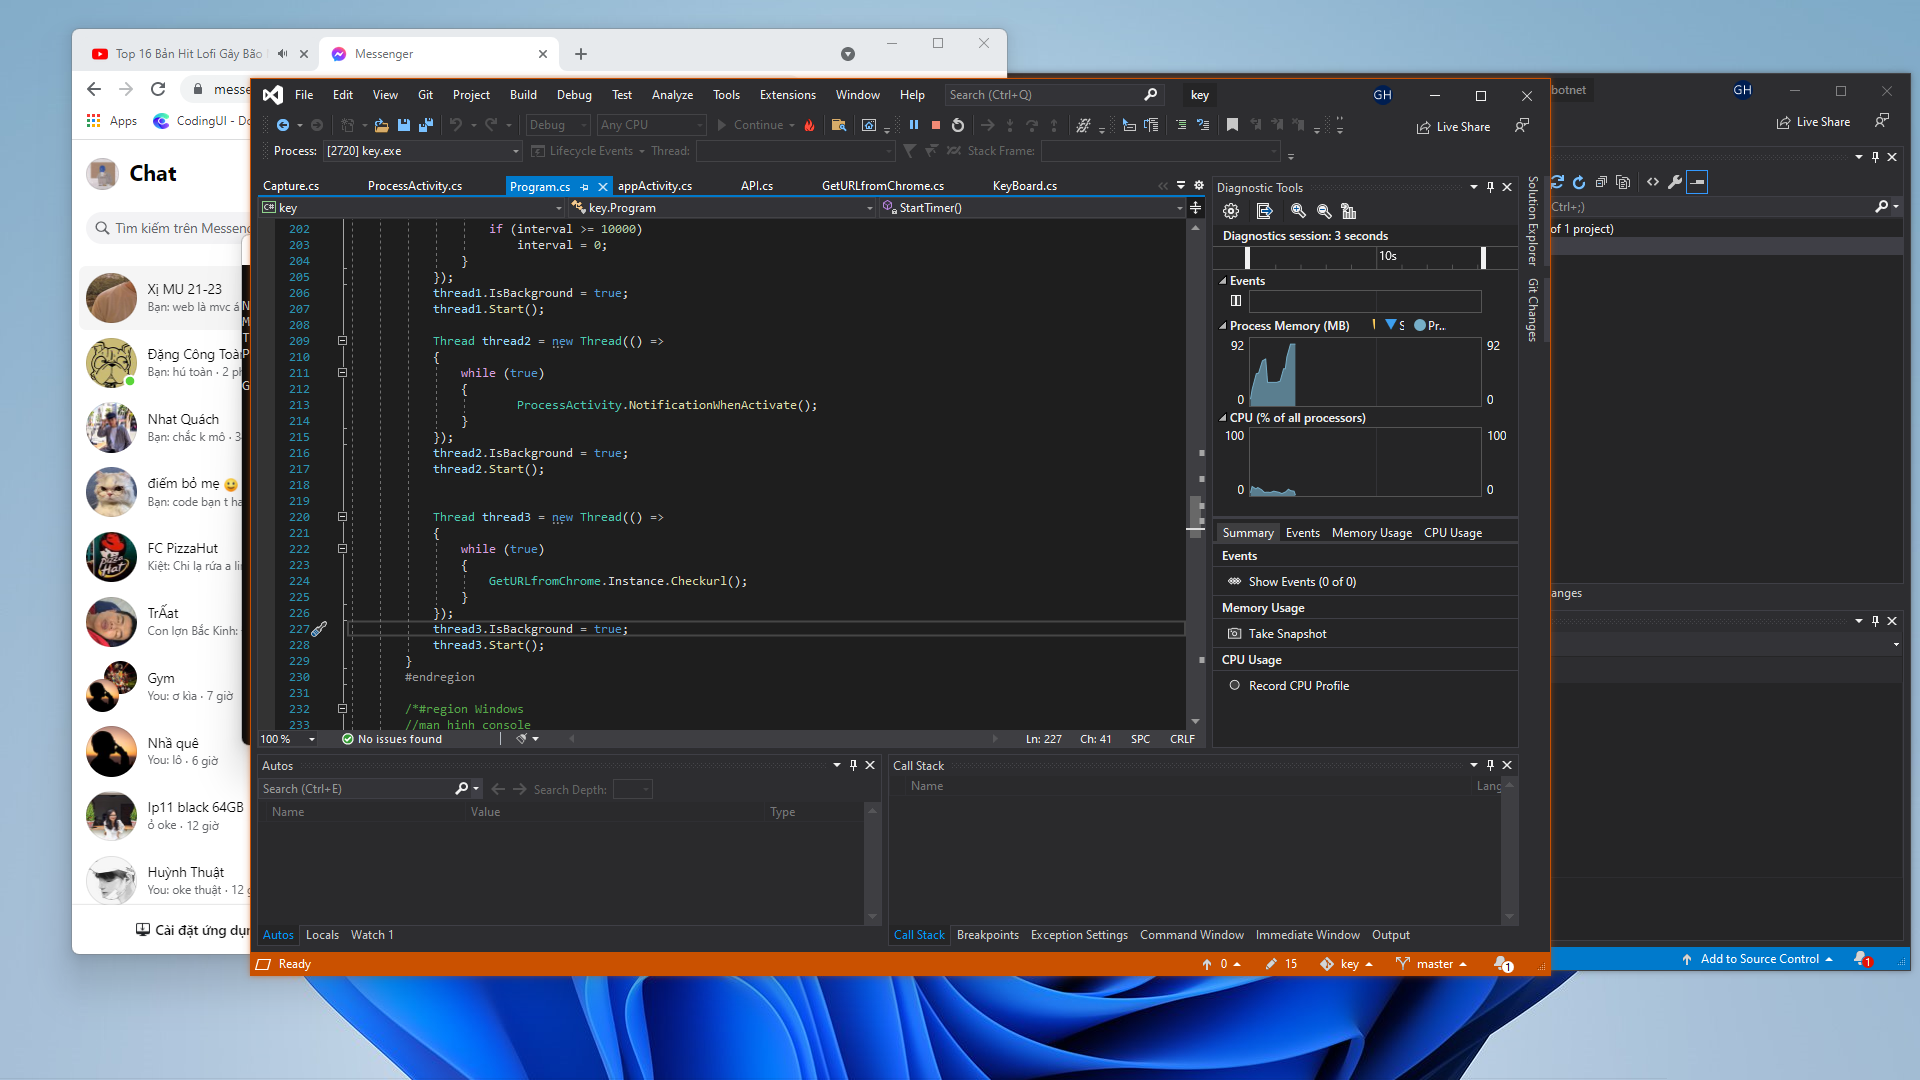 Top 16 Bản Hit Lofi Gây Bão
Messenger
Apps
CodingUI - Do
Chat
Tìm kiếm trên Messeng
Xị MU 21-23
Bạn: web là mvc á
Đặng Công Toàn
Bạn: hú toàn · 2 ph
Nhat Quách
Bạn: chắc k mô · 3
điếm bỏ mẹ 😀
Bạn: code bạn t ha
FC PizzaHut
Kiệt: Chi lạ rứa a lin
TrẤat
Con lợn Bắc Kinh:
Gym
You: ơ kìa · 7 giờ
Nhầ quê
You: lô · 6 giờ
Ip11 black 64GB
ỏ oke · 12 giờ
Huỳnh Thuật
You: oke thuật · 12 g
Cài đặt ứng dụn
File Edit View Git Project Build Debug Test Analyze Tools Extensions Window Help Search (Ctrl+Q) key GH
Debug Any CPU Continue Live Share
Process: [2720] key.exe Lifecycle Events Thread: Stack Frame:
Capture.cs ProcessActivity.cs Program.cs appActivity.cs API.cs GetURLfromChrome.cs KeyBoard.cs
key key.Program StartTimer()
202 if (interval >= 10000)
203 interval = 0;
204 }
205 });
206 thread1.IsBackground = true;
207 thread1.Start();
208
209 Thread thread2 = new Thread(() =>
210 {
211 while (true)
212 {
213 ProcessActivity.NotificationWhenActivate();
214 }
215 });
216 thread2.IsBackground = true;
217 thread2.Start();
218
219
220 Thread thread3 = new Thread(() =>
221 {
222 while (true)
223 {
224 GetURLfromChrome.Instance.Checkurl();
225 }
226 });
227 thread3.IsBackground = true;
228 thread3.Start();
229 }
230 #endregion
231
232 /*#region Windows
233 //man hinh console
100 % No issues found Ln: 227 Ch: 41 SPC CRLF
Diagnostic Tools
Diagnostics session: 3 seconds
10s
Events
Process Memory (MB) S Pr...
92 92
0 0
CPU (% of all processors)
100 100
0 0
Summary Events Memory Usage CPU Usage
Events
Show Events (0 of 0)
Memory Usage
Take Snapshot
CPU Usage
Record CPU Profile
Solution Explorer
Git Changes
Autos
Search (Ctrl+E) Search Depth:
Name Value Type
Autos Locals Watch 1
Call Stack
Name Lang
Call Stack Breakpoints Exception Settings Command Window Immediate Window Output
Ready 0 15 key master 1
botnet GH
Live Share
Ctrl+;)
of 1 project)
anges
Add to Source Control 1